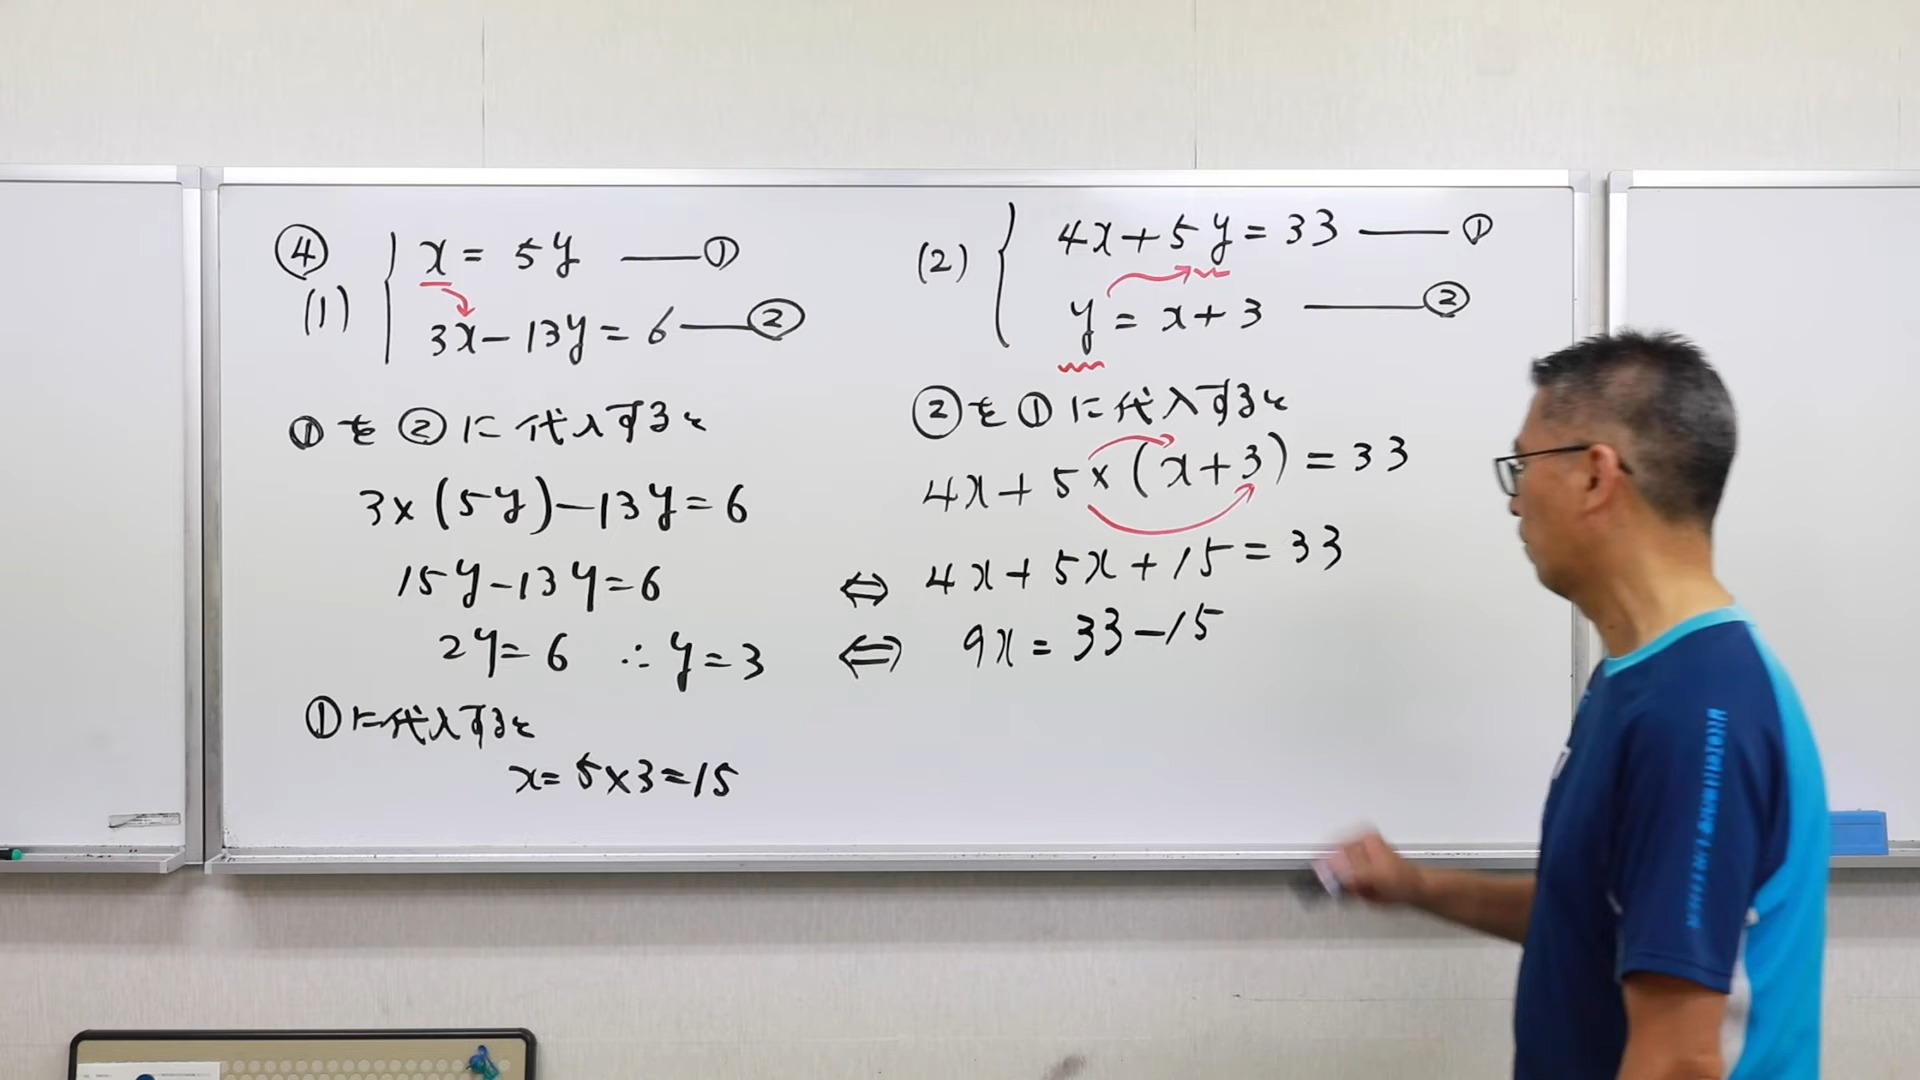 ④
(1) { x = 5y ―― ①
3x − 13y = 6 ―― ②
①を②に代入すると
3×(5y)−13y=6
15y−13y=6
2y=6 ∴ y=3
①に代入すると
x=5×3=15
(2) { 4x+5y=33 ―― ①
y = x+3 ―― ②
②を①に代入すると
4x+5×(x+3)=33
⇔ 4x+5x+15=33
⇔ 9x=33−15